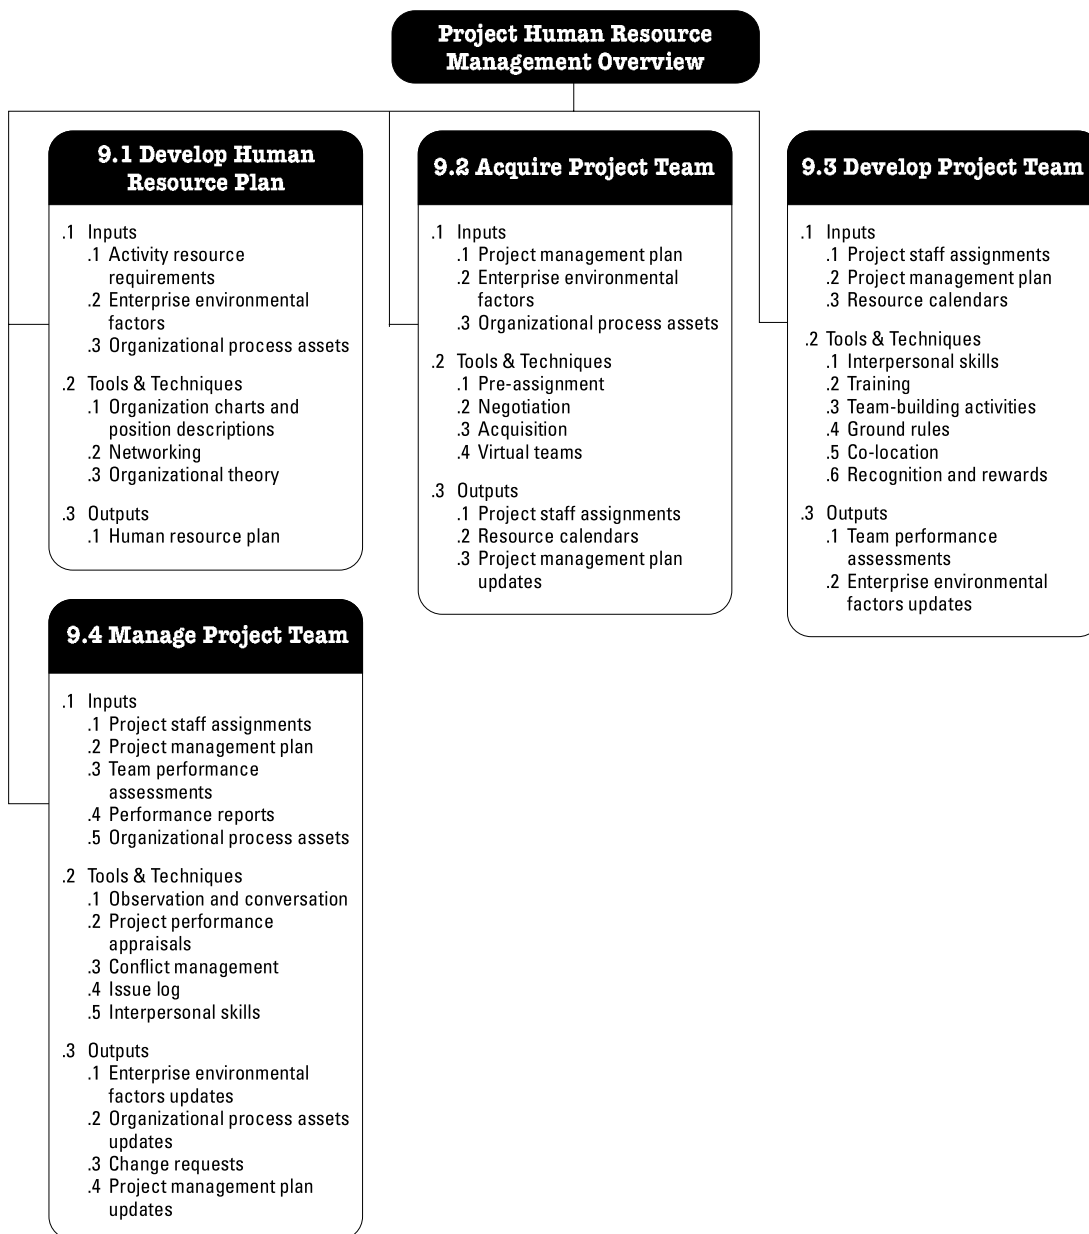 Project Human Resource
Management Overview
9.1 Develop Human
Resource Plan
.1 Inputs
.1 Activity resource
requirements
.2 Enterprise environmental
factors
.3 Organizational process assets
.2 Tools & Techniques
.1 Organization charts and
position descriptions
.2 Networking
.3 Organizational theory
.3 Outputs
.1 Human resource plan
9.2 Acquire Project Team
.1 Inputs
.1 Project management plan
.2 Enterprise environmental
factors
.3 Organizational process assets
.2 Tools & Techniques
.1 Pre-assignment
.2 Negotiation
.3 Acquisition
.4 Virtual teams
.3 Outputs
.1 Project staff assignments
.2 Resource calendars
.3 Project management plan
updates
9.3 Develop Project Team
.1 Inputs
.1 Project staff assignments
.2 Project management plan
.3 Resource calendars
.2 Tools & Techniques
.1 Interpersonal skills
.2 Training
.3 Team-building activities
.4 Ground rules
.5 Co-location
.6 Recognition and rewards
.3 Outputs
.1 Team performance
assessments
.2 Enterprise environmental
factors updates
9.4 Manage Project Team
.1 Inputs
.1 Project staff assignments
.2 Project management plan
.3 Team performance
assessments
.4 Performance reports
.5 Organizational process assets
.2 Tools & Techniques
.1 Observation and conversation
.2 Project performance
appraisals
.3 Conflict management
.4 Issue log
.5 Interpersonal skills
.3 Outputs
.1 Enterprise environmental
factors updates
.2 Organizational process assets
updates
.3 Change requests
.4 Project management plan
updates